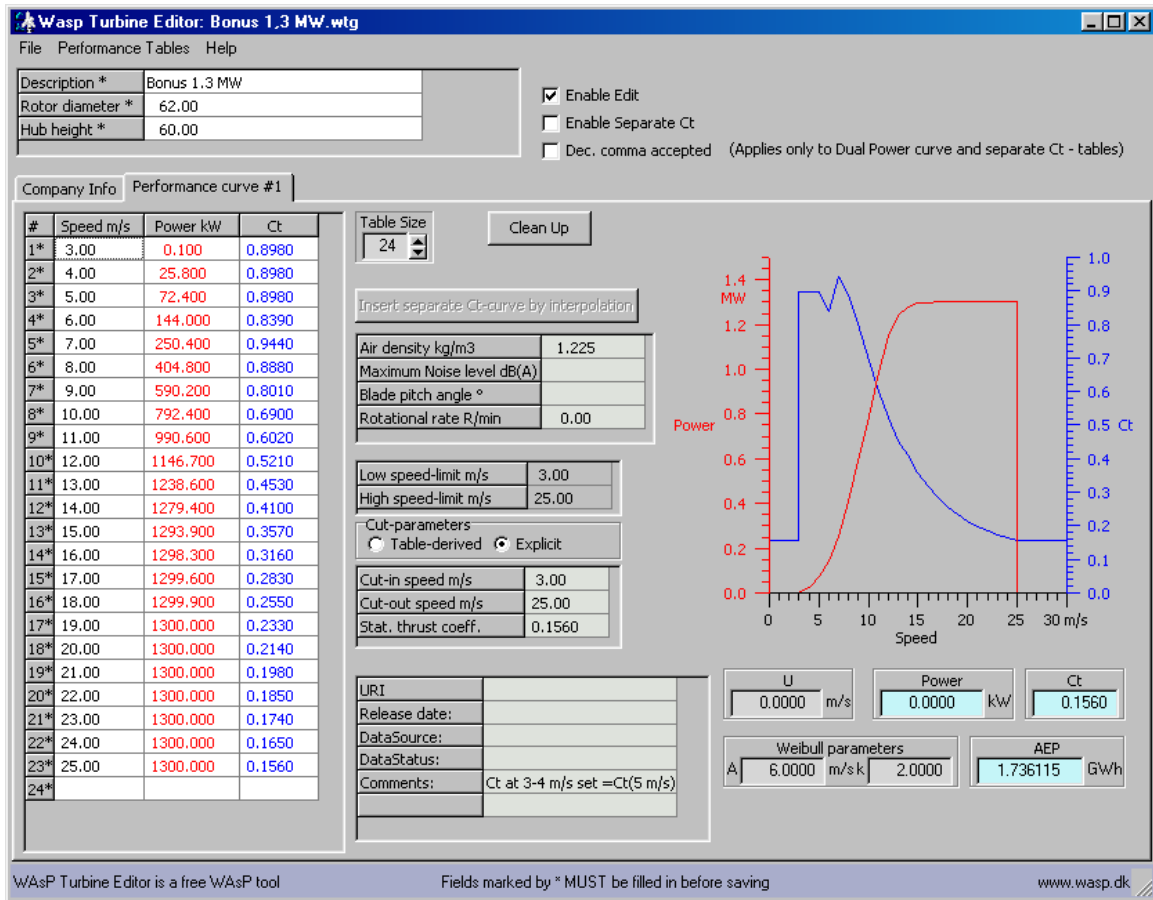 Wasp Turbine Editor: Bonus 1,3 MW.wtg
File Performance Tables Help
Description * Bonus 1.3 MW
Rotor diameter * 62.00
Hub height * 60.00
Enable Edit
Enable Separate Ct
Dec. comma accepted (Applies only to Dual Power curve and separate Ct - tables)
Company Info Performance curve #1
# Speed m/s Power kW Ct
1* 3.00 0.100 0.8980
2* 4.00 25.800 0.8980
3* 5.00 72.400 0.8980
4* 6.00 144.000 0.8390
5* 7.00 250.400 0.9440
6* 8.00 404.800 0.8880
7* 9.00 590.200 0.8010
8* 10.00 792.400 0.6900
9* 11.00 990.600 0.6020
10* 12.00 1146.700 0.5210
11* 13.00 1238.600 0.4530
12* 14.00 1279.400 0.4100
13* 15.00 1293.900 0.3570
14* 16.00 1298.300 0.3160
15* 17.00 1299.600 0.2830
16* 18.00 1299.900 0.2550
17* 19.00 1300.000 0.2330
18* 20.00 1300.000 0.2140
19* 21.00 1300.000 0.1980
20* 22.00 1300.000 0.1850
21* 23.00 1300.000 0.1740
22* 24.00 1300.000 0.1650
23* 25.00 1300.000 0.1560
24*
Table Size
24
Clean Up
Insert separate Ct-curve by interpolation
Air density kg/m3 1.225
Maximum Noise level dB(A)
Blade pitch angle °
Rotational rate R/min 0.00
Low speed-limit m/s 3.00
High speed-limit m/s 25.00
Cut-parameters
Table-derived Explicit
Cut-in speed m/s 3.00
Cut-out speed m/s 25.00
Stat. thrust coeff. 0.1560
URI
Release date:
DataSource:
DataStatus:
Comments: Ct at 3-4 m/s set =Ct(5 m/s)
1.4
MW
1.2
1.0
0.8
Power
0.6
0.4
0.2
0.0
1.0
0.9
0.8
0.7
0.6
0.5 Ct
0.4
0.3
0.2
0.1
0.0
0 5 10 15 20 25 30 m/s
Speed
U Power Ct
0.0000 m/s 0.0000 kW 0.1560
Weibull parameters AEP
A 6.0000 m/s k 2.0000 1.736115 GWh
WAsP Turbine Editor is a free WAsP tool Fields marked by * MUST be filled in before saving www.wasp.dk